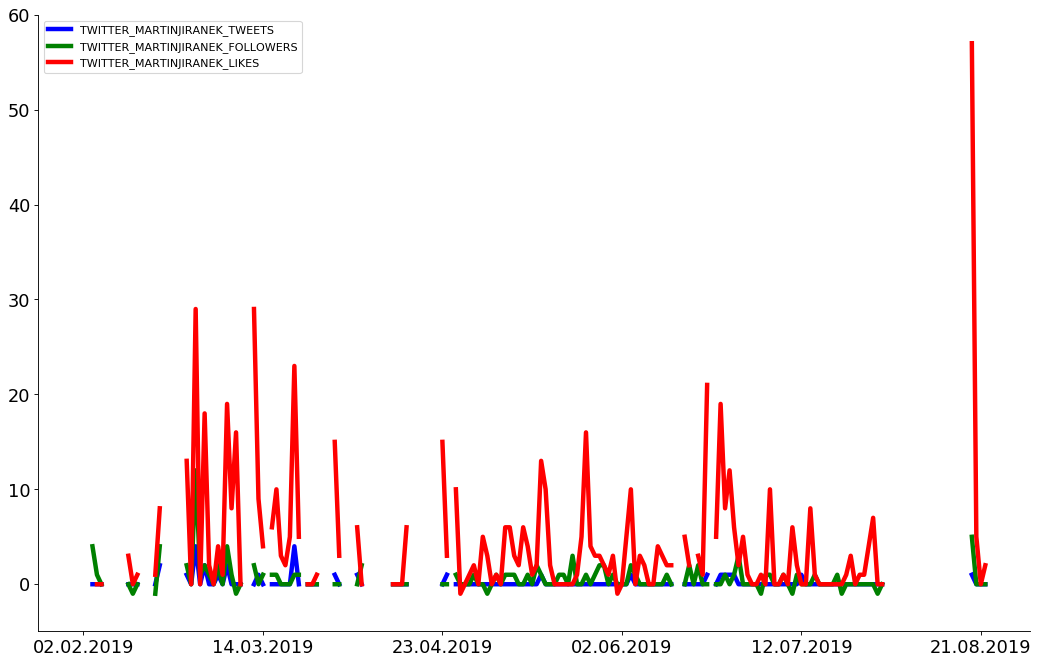 TWITTER_MARTINJIRANEK_TWEETS
TWITTER_MARTINJIRANEK_FOLLOWERS
TWITTER_MARTINJIRANEK_LIKES
60
50
40
30
20
10
0
02.02.2019 14.03.2019 23.04.2019 02.06.2019 12.07.2019 21.08.2019